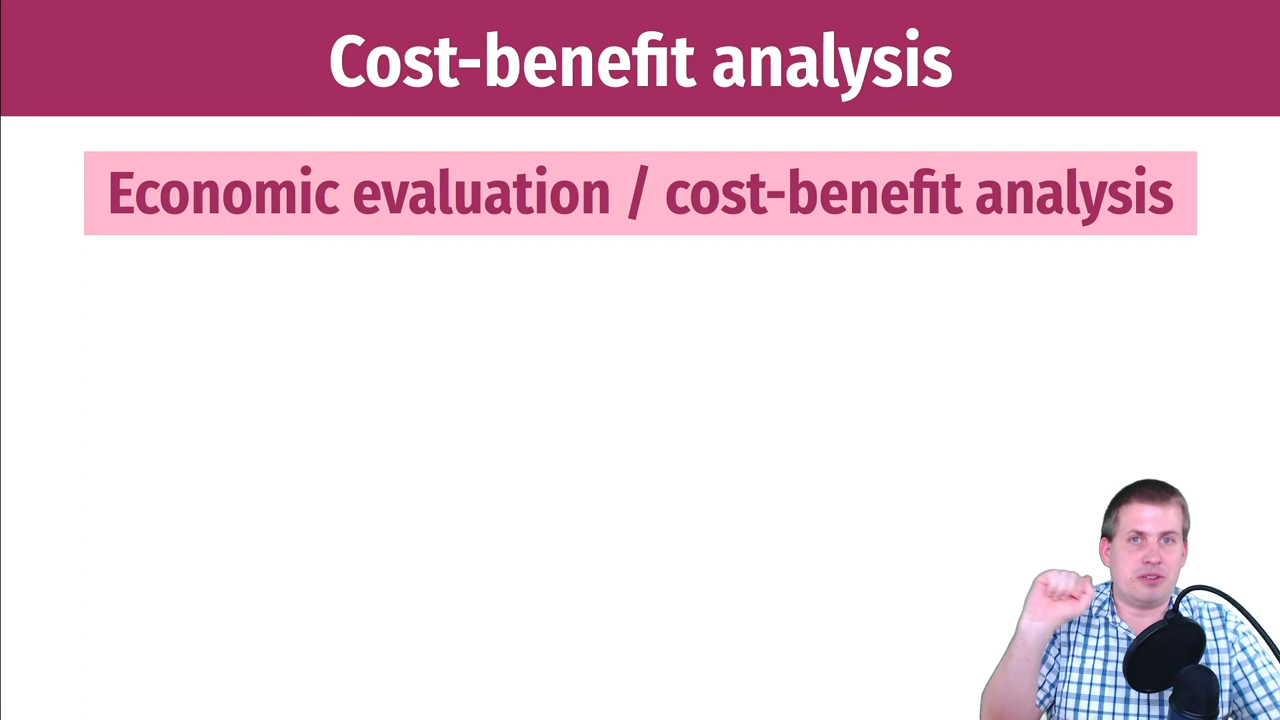 Cost-benefit analysis
Economic evaluation / cost-benefit analysis